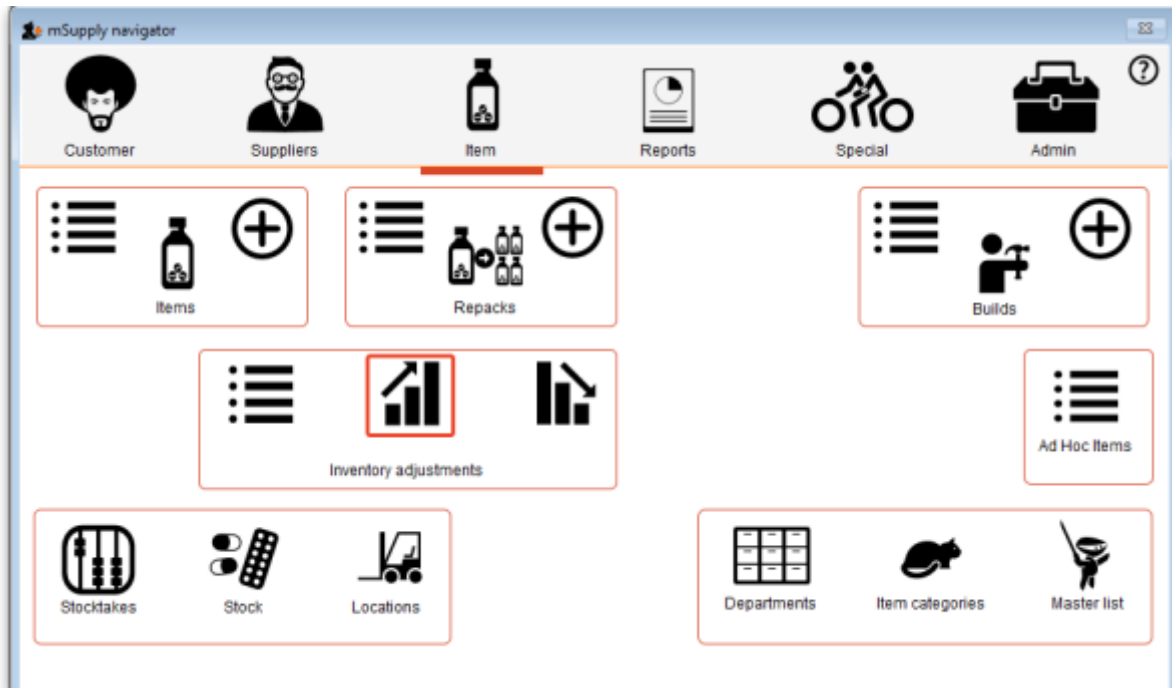 mSupply navigator
Customer
Suppliers
Item
Reports
Special
Admin
?
Items
Repacks
Builds
Inventory adjustments
Ad Hoc Items
Stocktakes
Stock
Locations
Departments
Item categories
Master list